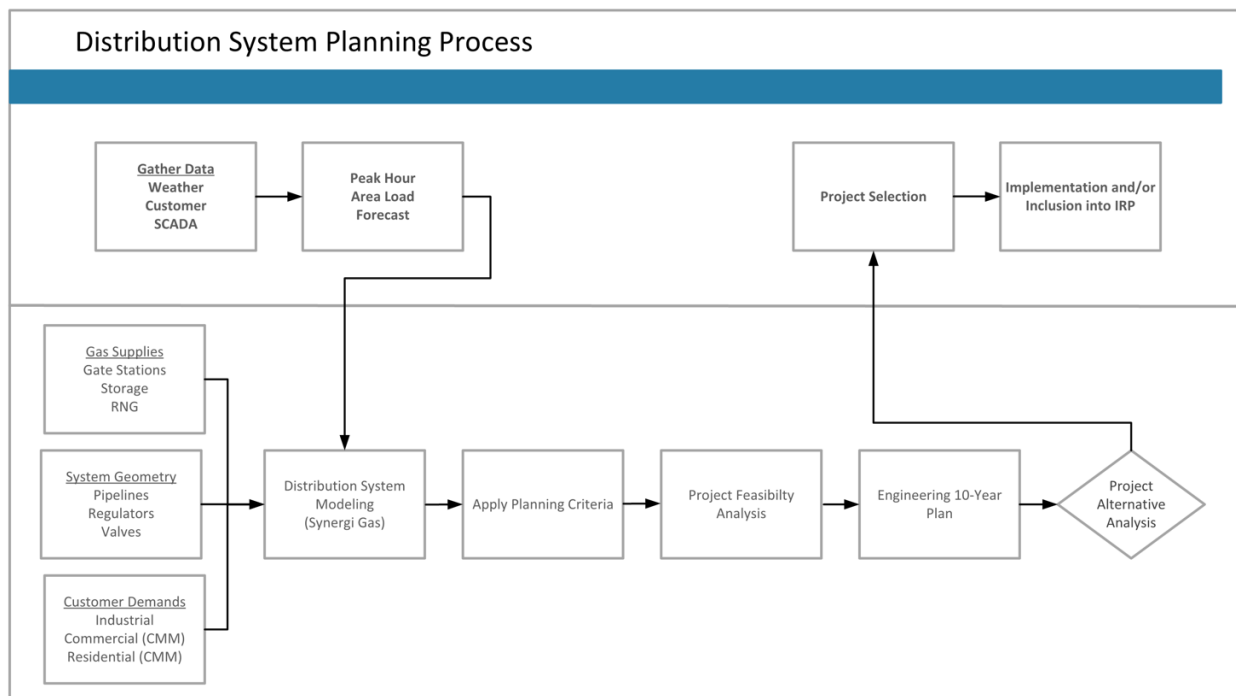 Distribution System Planning Process
Gather Data
Weather
Customer
SCADA
Peak Hour
Area Load
Forecast
Project Selection
Implementation and/or
Inclusion into IRP
Gas Supplies
Gate Stations
Storage
RNG
System Geometry
Pipelines
Regulators
Valves
Customer Demands
Industrial
Commercial (CMM)
Residential (CMM)
Distribution System
Modeling
(Synergi Gas)
Apply Planning Criteria
Project Feasibilty
Analysis
Engineering 10-Year
Plan
Project
Alternative
Analysis